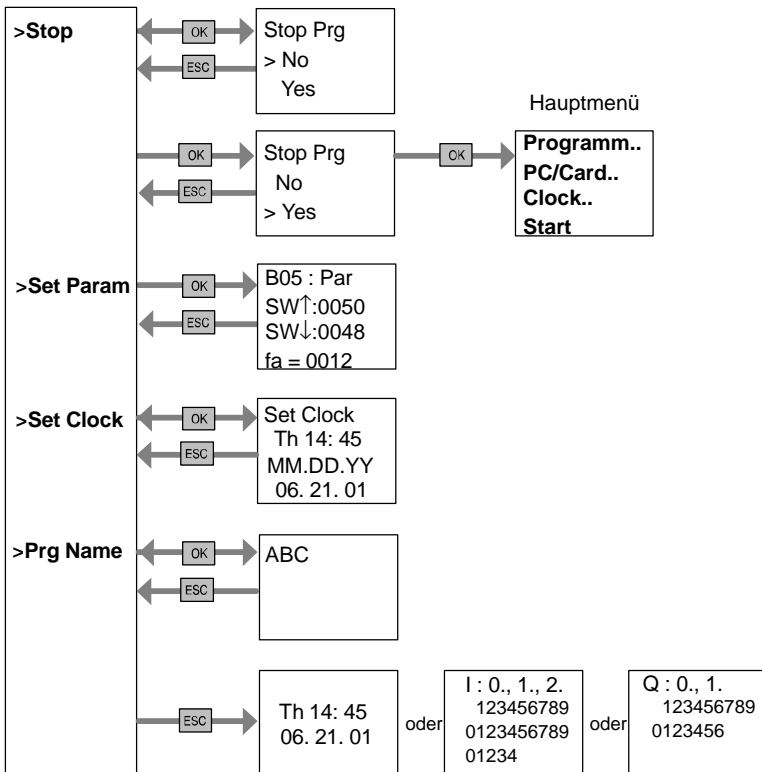 >Stop
OK
ESC
Stop Prg
> No
Yes
OK
ESC
Stop Prg
No
> Yes
OK
Hauptmenü
Programm..
PC/Card..
Clock..
Start
>Set Param
OK
ESC
B05 : Par
SW↑:0050
SW↓:0048
fa = 0012
>Set Clock
OK
ESC
Set Clock
Th 14: 45
MM.DD.YY
06. 21. 01
>Prg Name
OK
ESC
ABC
ESC
Th 14: 45
06. 21. 01
oder
I : 0., 1., 2.
123456789
0123456789
01234
oder
Q : 0., 1.
123456789
0123456